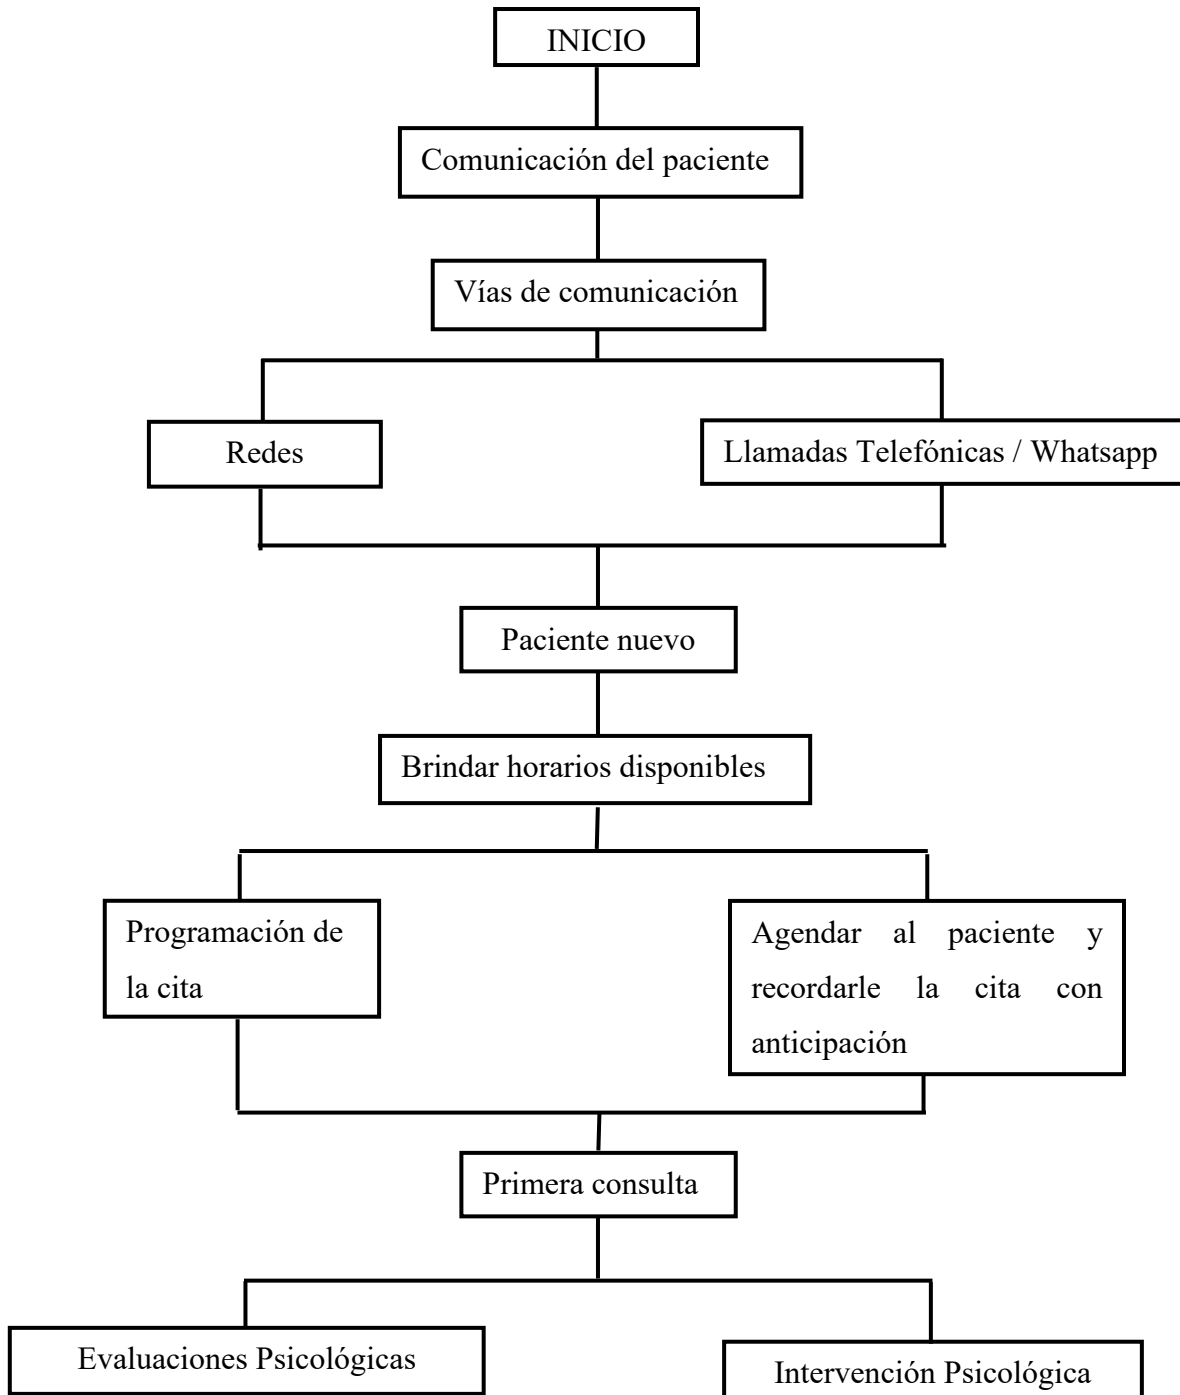 INICIO
Comunicación del paciente
Vías de comunicación
Redes
Llamadas Telefónicas / Whatsapp
Paciente nuevo
Brindar horarios disponibles
Programación de
la cita
Agendar al paciente y
recordarle la cita con
anticipación
Primera consulta
Evaluaciones Psicológicas
Intervención Psicológica